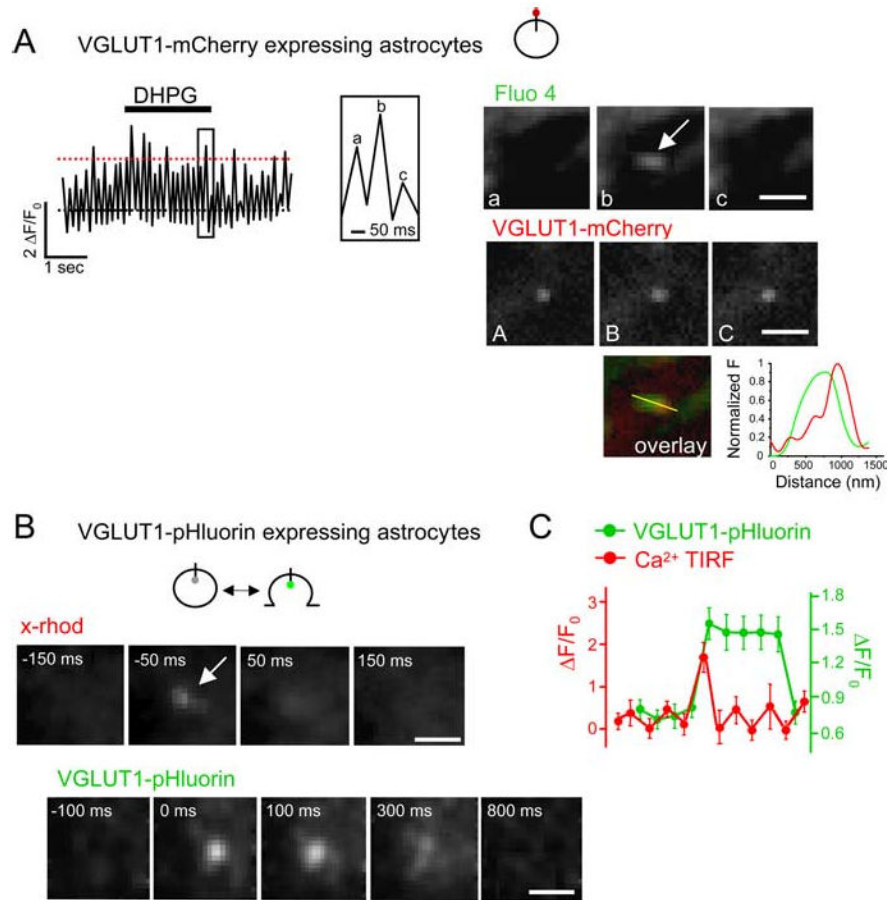 A VGLUT1-mCherry expressing astrocytes
DHPG
2 ΔF/F₀
1 sec
a
b
c
50 ms
Fluo 4
a
b
c
VGLUT1-mCherry
A
B
C
overlay
Normalized F
1
0.8
0.6
0.4
0.2
0
0 500 1000 1500
Distance (nm)
B VGLUT1-pHluorin expressing astrocytes
x-rhod
-150 ms
-50 ms
50 ms
150 ms
VGLUT1-pHluorin
-100 ms
0 ms
100 ms
300 ms
800 ms
C
VGLUT1-pHluorin
Ca²⁺ TIRF
ΔF/F₀
3
2
1
0
1.8
1.5
1.2
0.9
0.6
ΔF/F₀